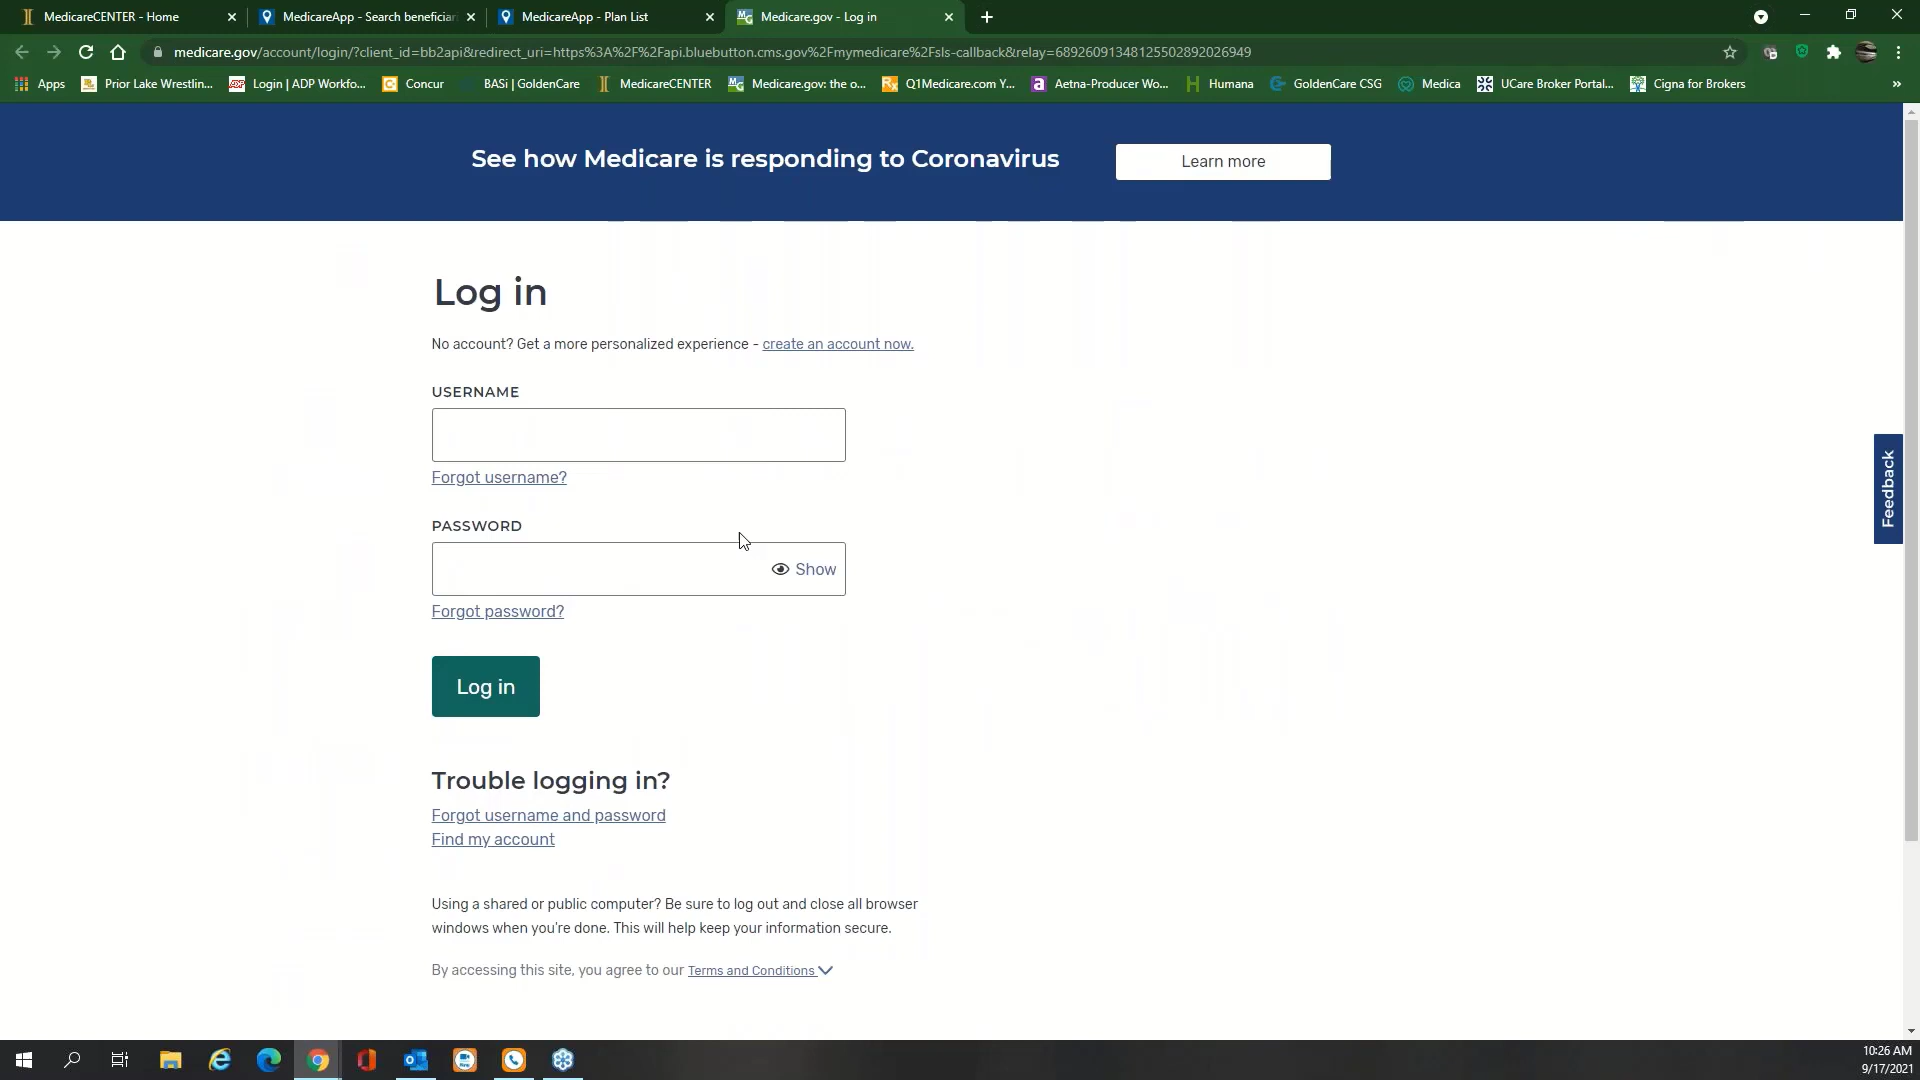 MedicareCENTER - Home
MedicareApp - Search beneficiar
MedicareApp - Plan List
Medicare.gov - Log in
medicare.gov/account/login/?client_id=bb2api&redirect_uri=https%3A%2F%2Fapi.bluebutton.cms.gov%2Fmymedicare%2Fsls-callback&relay=68926091348125502892026949
Apps
Prior Lake Wrestlin...
Login | ADP Workfo...
Concur
BASi | GoldenCare
MedicareCENTER
Medicare.gov: the o...
Q1Medicare.com Y...
Aetna-Producer Wo...
Humana
GoldenCare CSG
Medica
UCare Broker Portal...
Cigna for Brokers
»
See how Medicare is responding to Coronavirus
Learn more
Log in
No account? Get a more personalized experience - create an account now.
USERNAME
Forgot username?
PASSWORD
Show
Forgot password?
Log in
Feedback
Trouble logging in?
Forgot username and password
Find my account
Using a shared or public computer? Be sure to log out and close all browser
windows when you're done. This will help keep your information secure.
By accessing this site, you agree to our Terms and Conditions
10:26 AM
9/17/2021